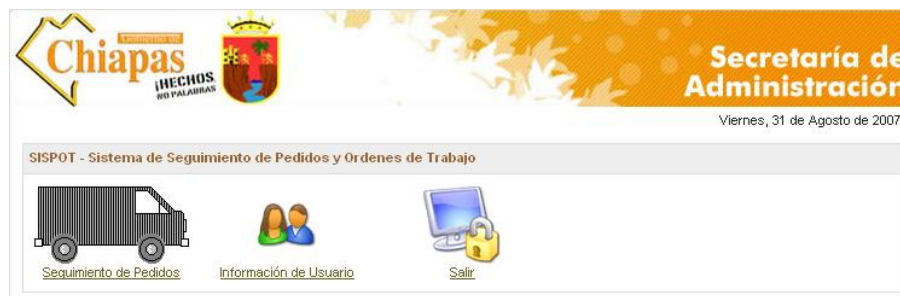 GOBIERNO DE
Chiapas
¡HECHOS
NO PALABRAS
Secretaría de
Administración
Viernes, 31 de Agosto de 2007
SISPOT - Sistema de Seguimiento de Pedidos y Ordenes de Trabajo
Seguimiento de Pedidos
Información de Usuario
Salir